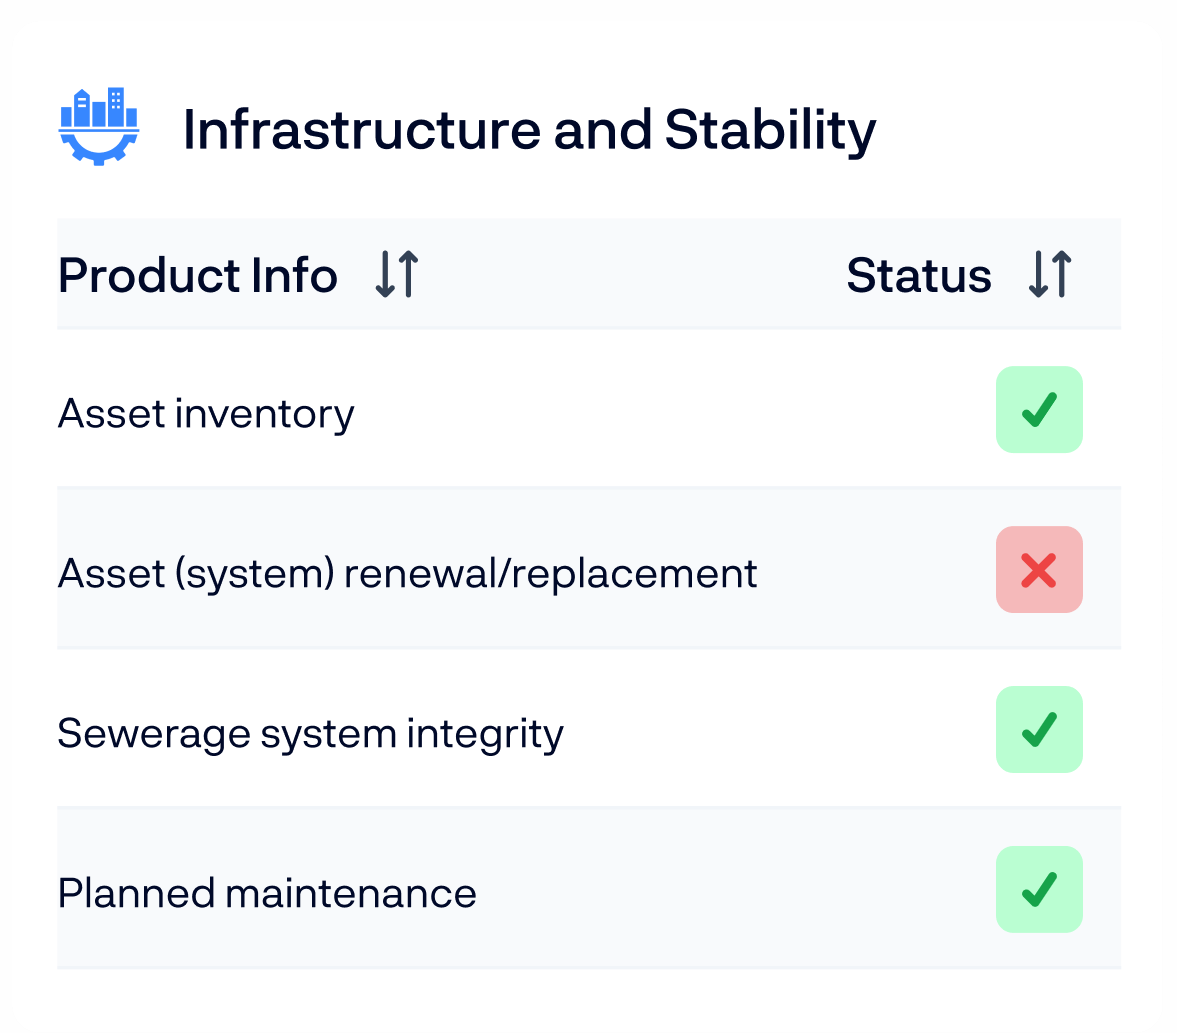 Infrastructure and Stability
Product Info
Status
Asset inventory
Asset (system) renewal/replacement
Sewerage system integrity
Planned maintenance